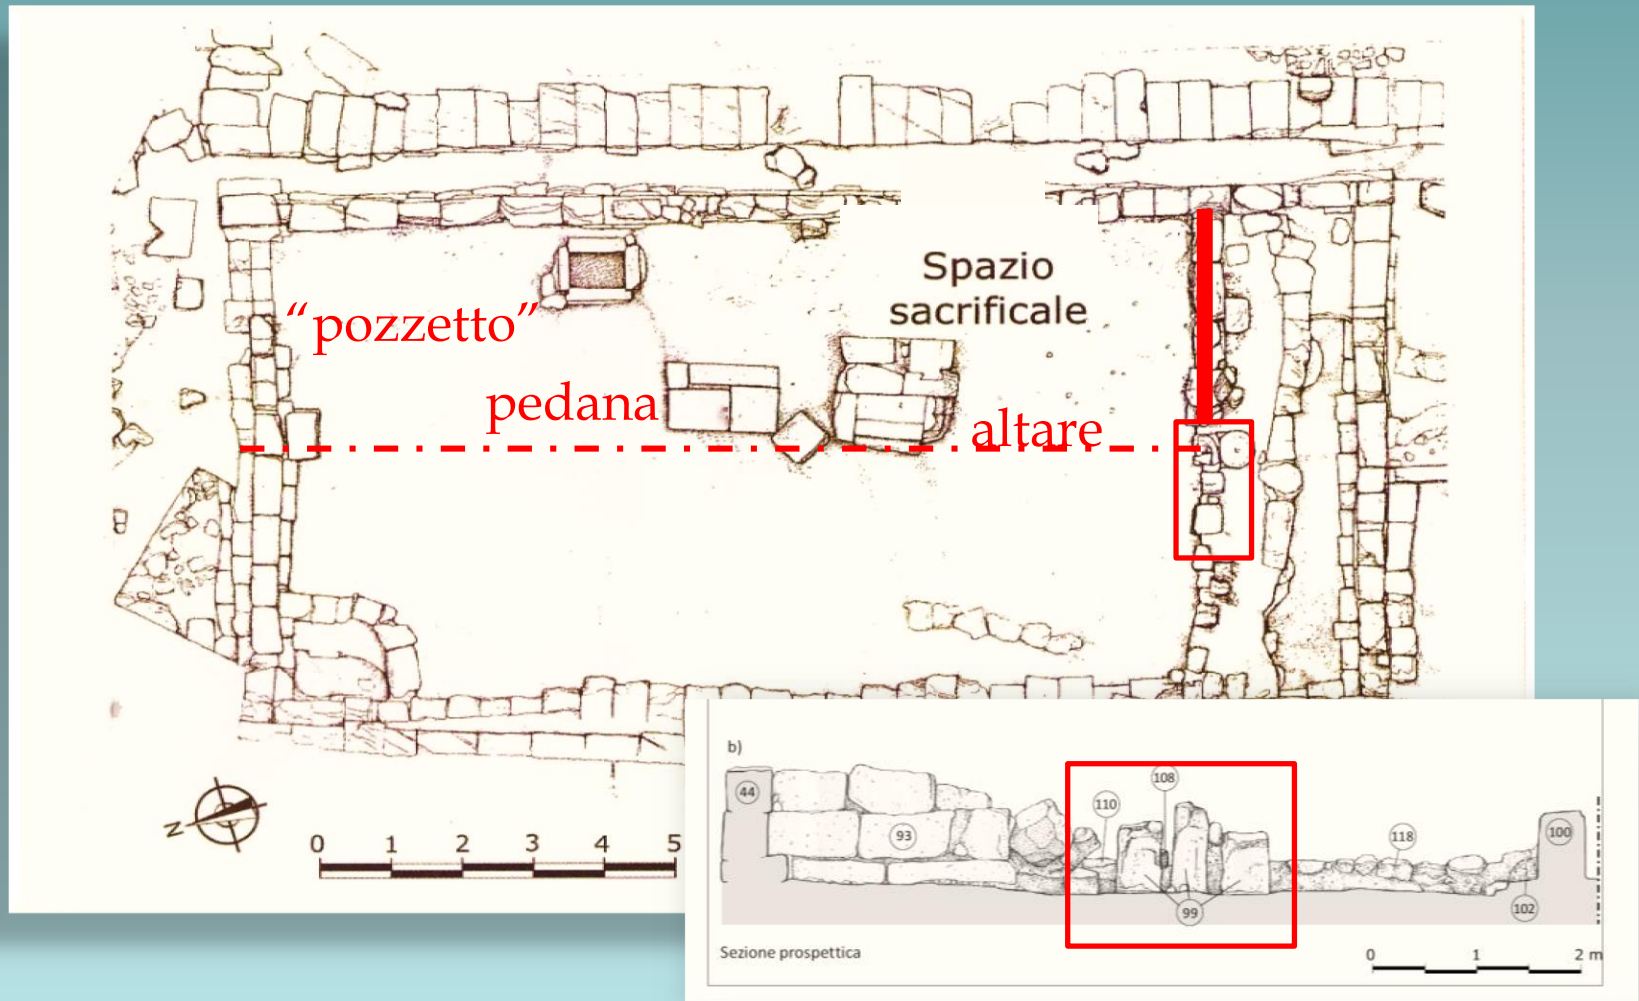 Spazio
sacrificale
“pozzetto”
pedana
altare
N
0 1 2 3 4 5
b)
108
110
44
93
118
100
99
102
Sezione prospettica
0 1 2 m